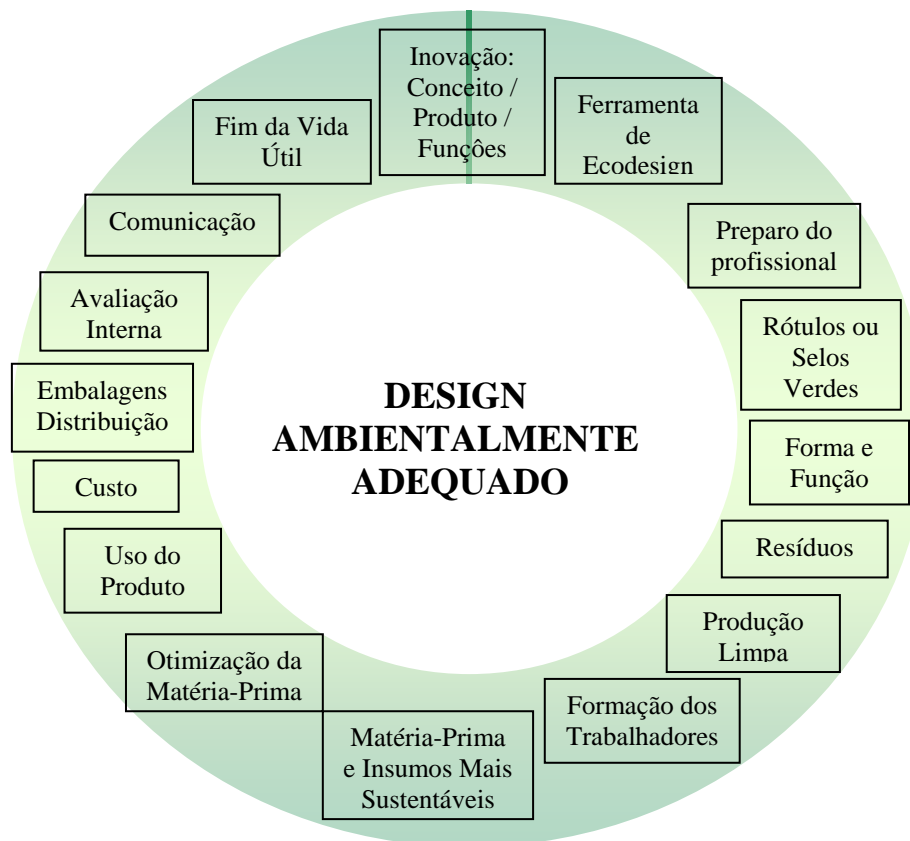 Inovação:
Conceito /
Produto /
Funçôes
Ferramenta
de
Ecodesign
Preparo do
profissional
Rótulos ou
Selos
Verdes
Forma e
Função
Resíduos
Produção
Limpa
Formação dos
Trabalhadores
Matéria-Prima
e Insumos Mais
Sustentáveis
Otimização da
Matéria-Prima
Uso do
Produto
Custo
Embalagens
Distribuição
Avaliação
Interna
Comunicação
Fim da Vida
Útil
DESIGN
AMBIENTALMENTE
ADEQUADO